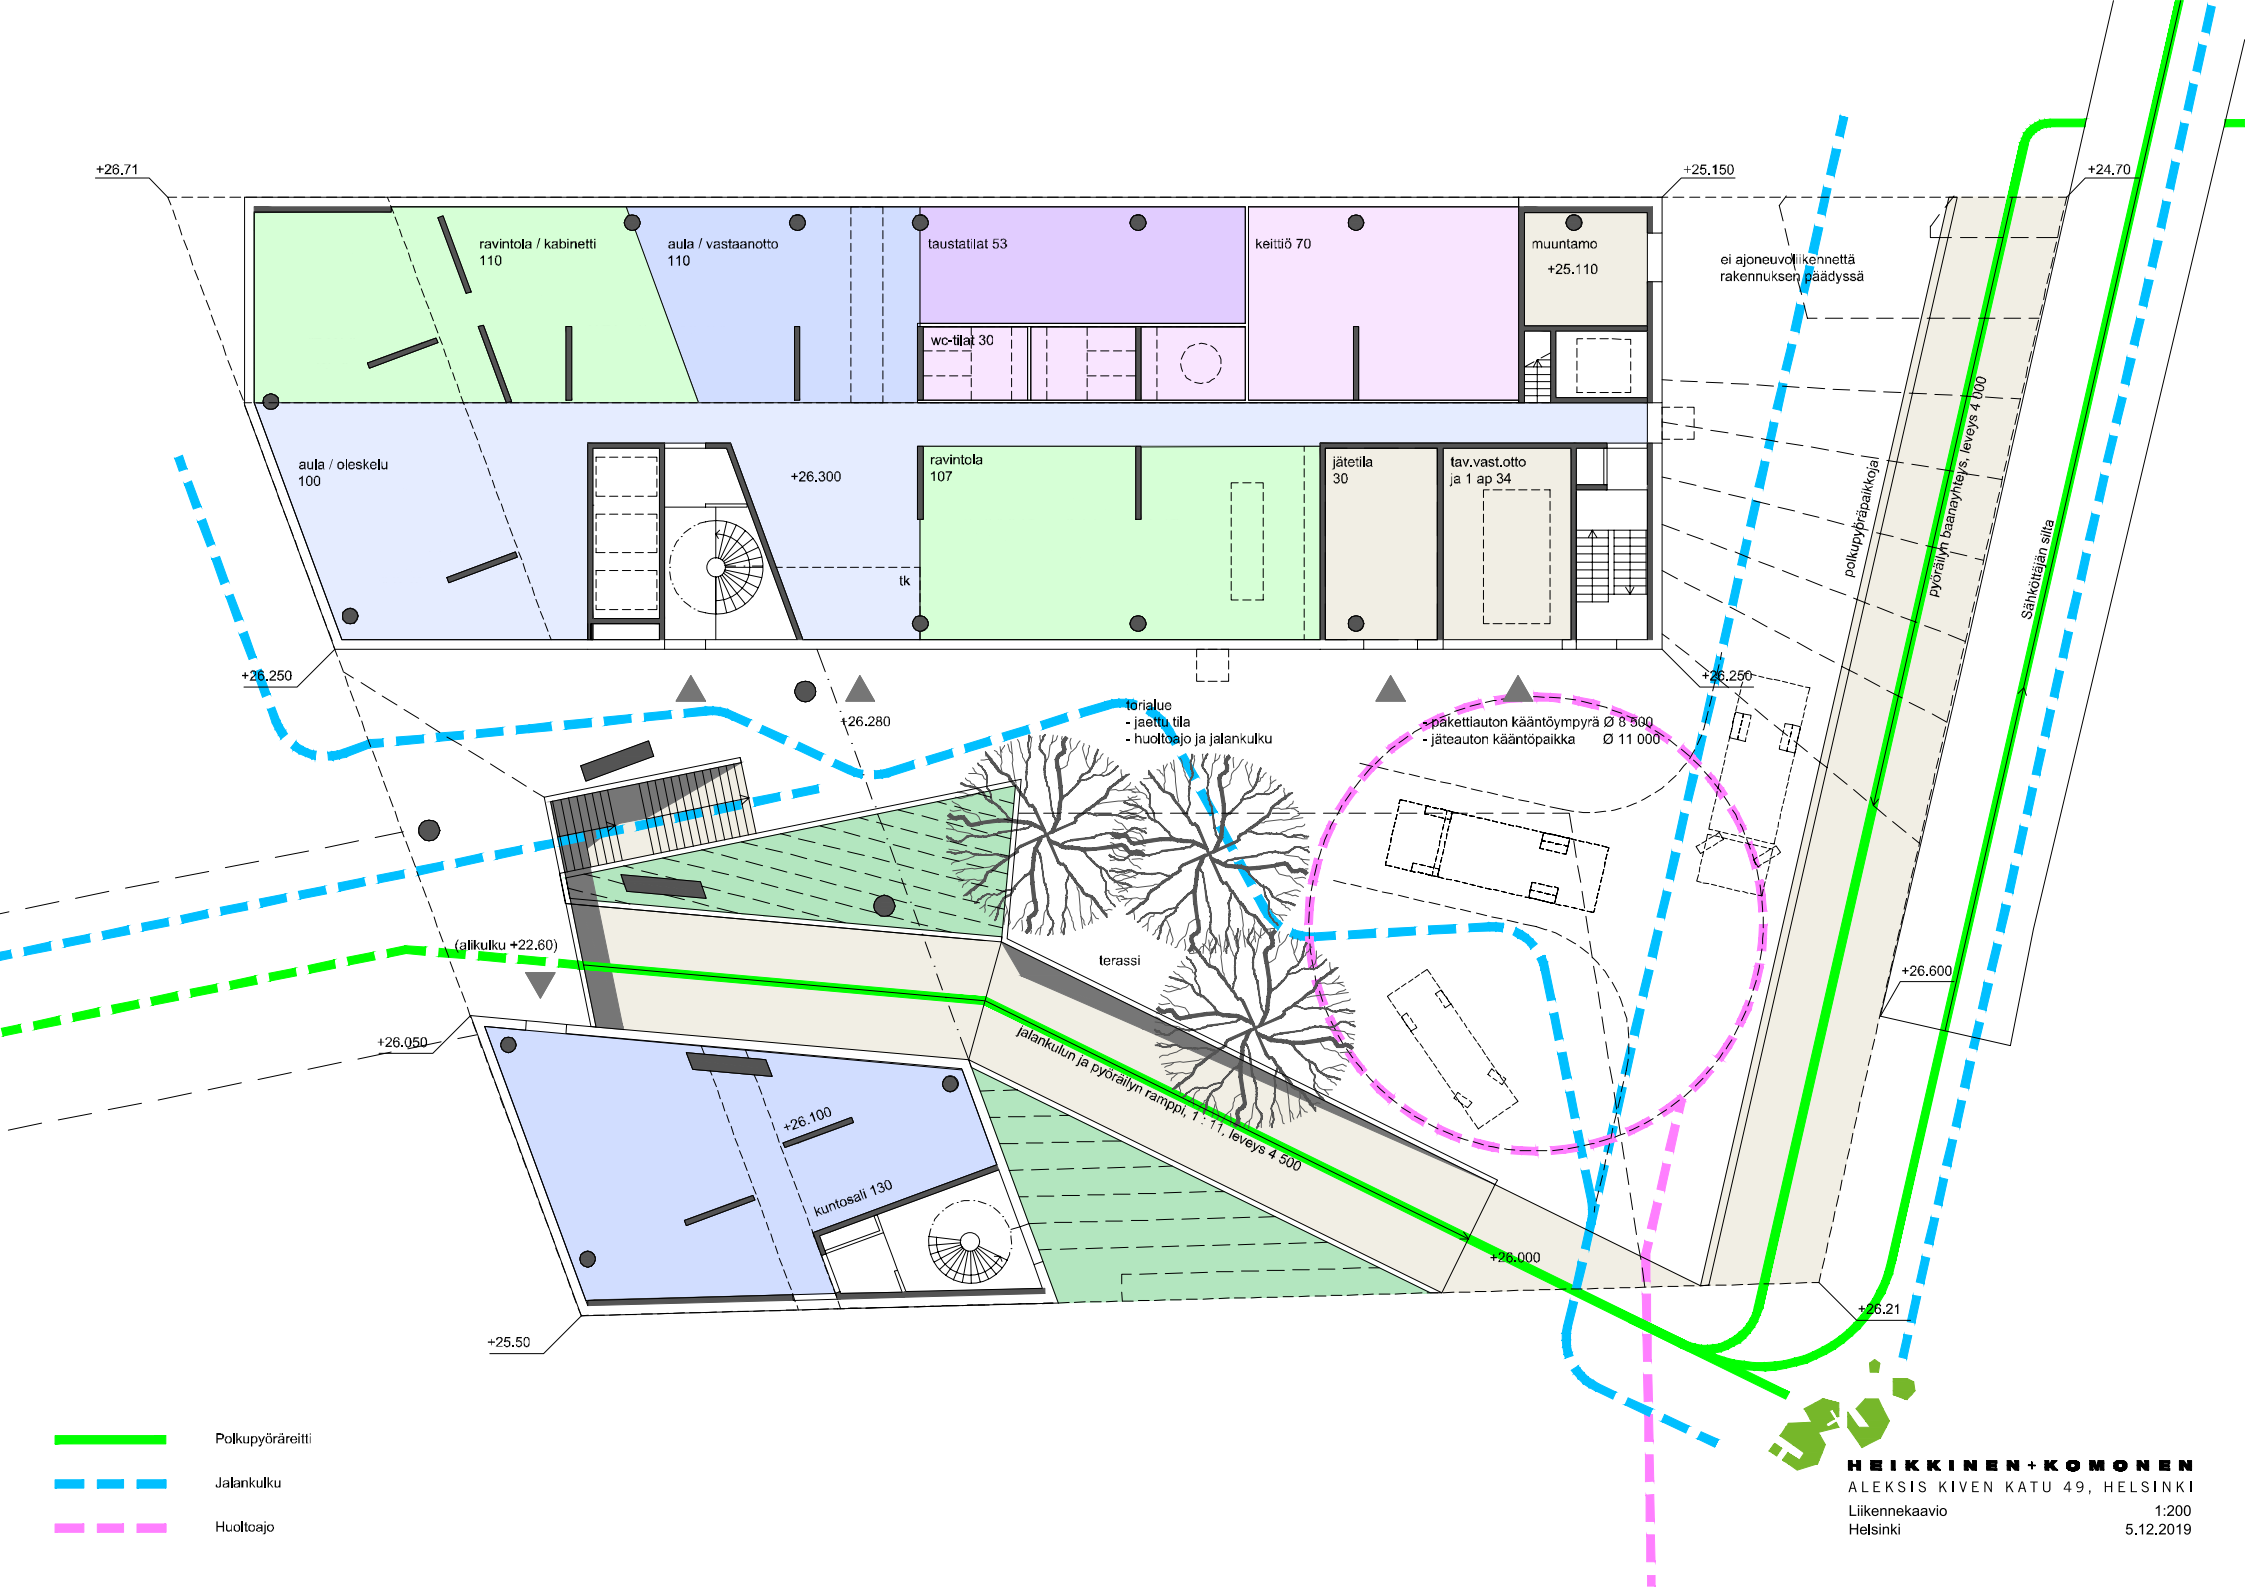 +26.71
+25.150
+24.70
ravintola / kabinetti
110
aula / vastaanotto
110
taustatilat 53
keittiö 70
muuntamo
+25.110
ei ajoneuvoliikennettä
rakennuksen päädyssä
wc-tilat 30
aula / oleskelu
100
+26.300
ravintola
107
jätetila
30
tav.vast.otto
ja 1 ap 34
polkupyöräpaikkoja
pyöräilyn baanayhteys, leveys 4 000
Sähköttäjän silta
tk
+26.250
+26.250
+26.280
torialue
- jaettu tila
- huoltoajo ja jalankulku
- pakettiauton kääntöympyrä Ø 8 500
- jäteauton kääntöpaikka Ø 11 000
(alikulku +22.60)
terassi
+26.600
+26.050
jalankulun ja pyöräilyn ramppi, 1 : 11, leveys 4 500
+26.100
kuntosali 130
+26.000
+26.21
+25.50
Polkupyöräreitti
Jalankulku
Huoltoajo
HEIKKINEN+KOMONEN
ALEKSIS KIVEN KATU 49, HELSINKI
Liikennekaavio 1:200
Helsinki 5.12.2019